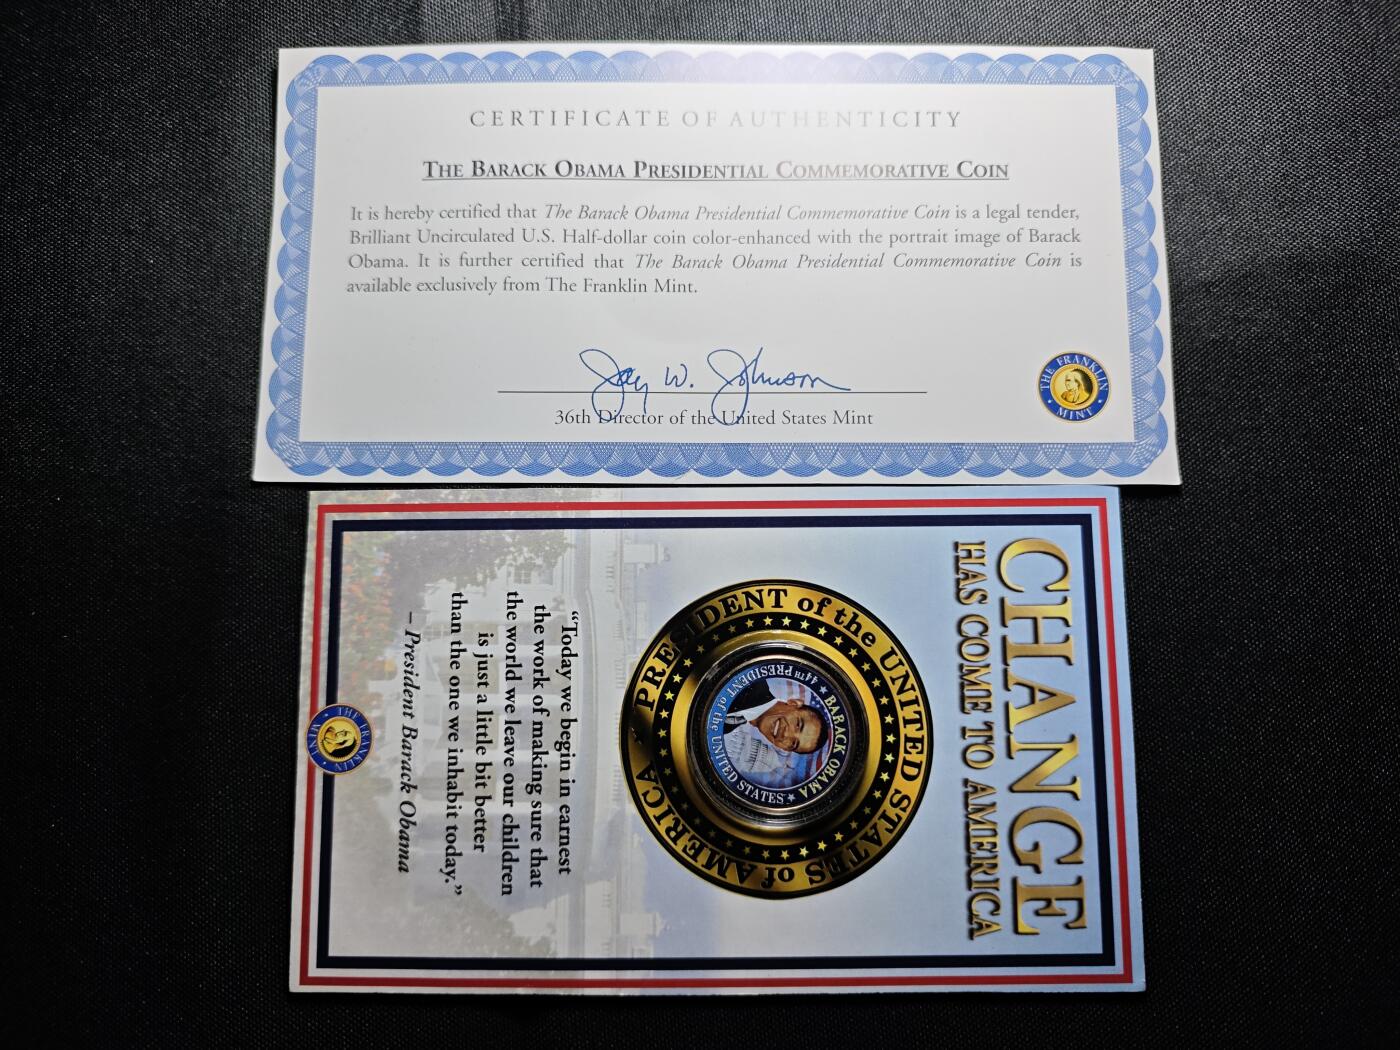 CERTIFICATE OF AUTHENTICITY
THE BARACK OBAMA PRESIDENTIAL COMMEMORATIVE COIN
It is hereby certified that The Barack Obama Presidential Commemorative Coin is a legal tender,
Brilliant Uncirculated U.S. Half-dollar coin color-enhanced with the portrait image of Barack
Obama. It is further certified that The Barack Obama Presidential Commemorative Coin is
available exclusively from The Franklin Mint.
Jay W. Johnson
36th Director of the United States Mint
THE FRANKLIN
MINT
CHANGE
HAS COME TO AMERICA
PRESIDENT of the UNITED STATES of AMERICA
BARACK OBAMA
44TH PRESIDENT of the UNITED STATES
“Today we begin in earnest
the work of making sure that
the world we leave our children
is just a little bit better
than the one we inhabit today.”
– President Barack Obama
THE FRANKLIN
MINT